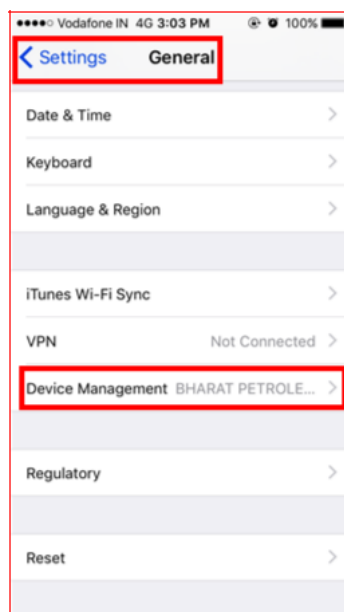 Vodafone IN 4G 3:03 PM 100%
Settings General
Date & Time
Keyboard
Language & Region
iTunes Wi-Fi Sync
VPN Not Connected
Device Management BHARAT PETROLE...
Regulatory
Reset